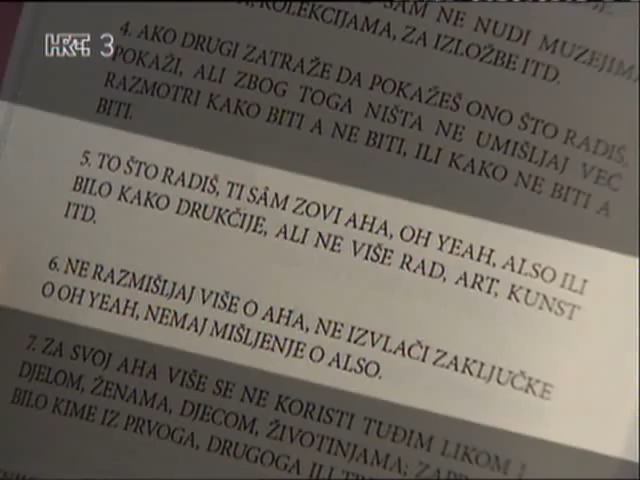 HRT 3
SAM NE NUDI MUZEJIMA,
KOLEKCIJAMA, ZA IZLOŽBE ITD.
4. AKO DRUGI ZATRAŽE DA POKAŽEŠ ONO ŠTO RADIŠ,
POKAŽI, ALI ZBOG TOGA NIŠTA NE UMIŠLJAJ VEĆ
RAZMOTRI KAKO BITI A NE BITI, ILI KAKO NE BITI A
BITI.
5. TO ŠTO RADIŠ, TI SÂM ZOVI AHA, OH YEAH, ALSO ILI
BILO KAKO DRUKČIJE, ALI NE VIŠE RAD, ART, KUNST
ITD.
6. NE RAZMIŠLJAJ VIŠE O AHA, NE IZVLAČI ZAKLJUČKE
O OH YEAH, NEMAJ MIŠLJENJE O ALSO.
7. ZA SVOJ AHA VIŠE SE NE KORISTI TUĐIM LIKOM I
DJELOM, ŽENAMA, DJECOM, ŽIVOTINJAMA;
BILO KIME IZ PRVOGA, DRUGOGA ILI